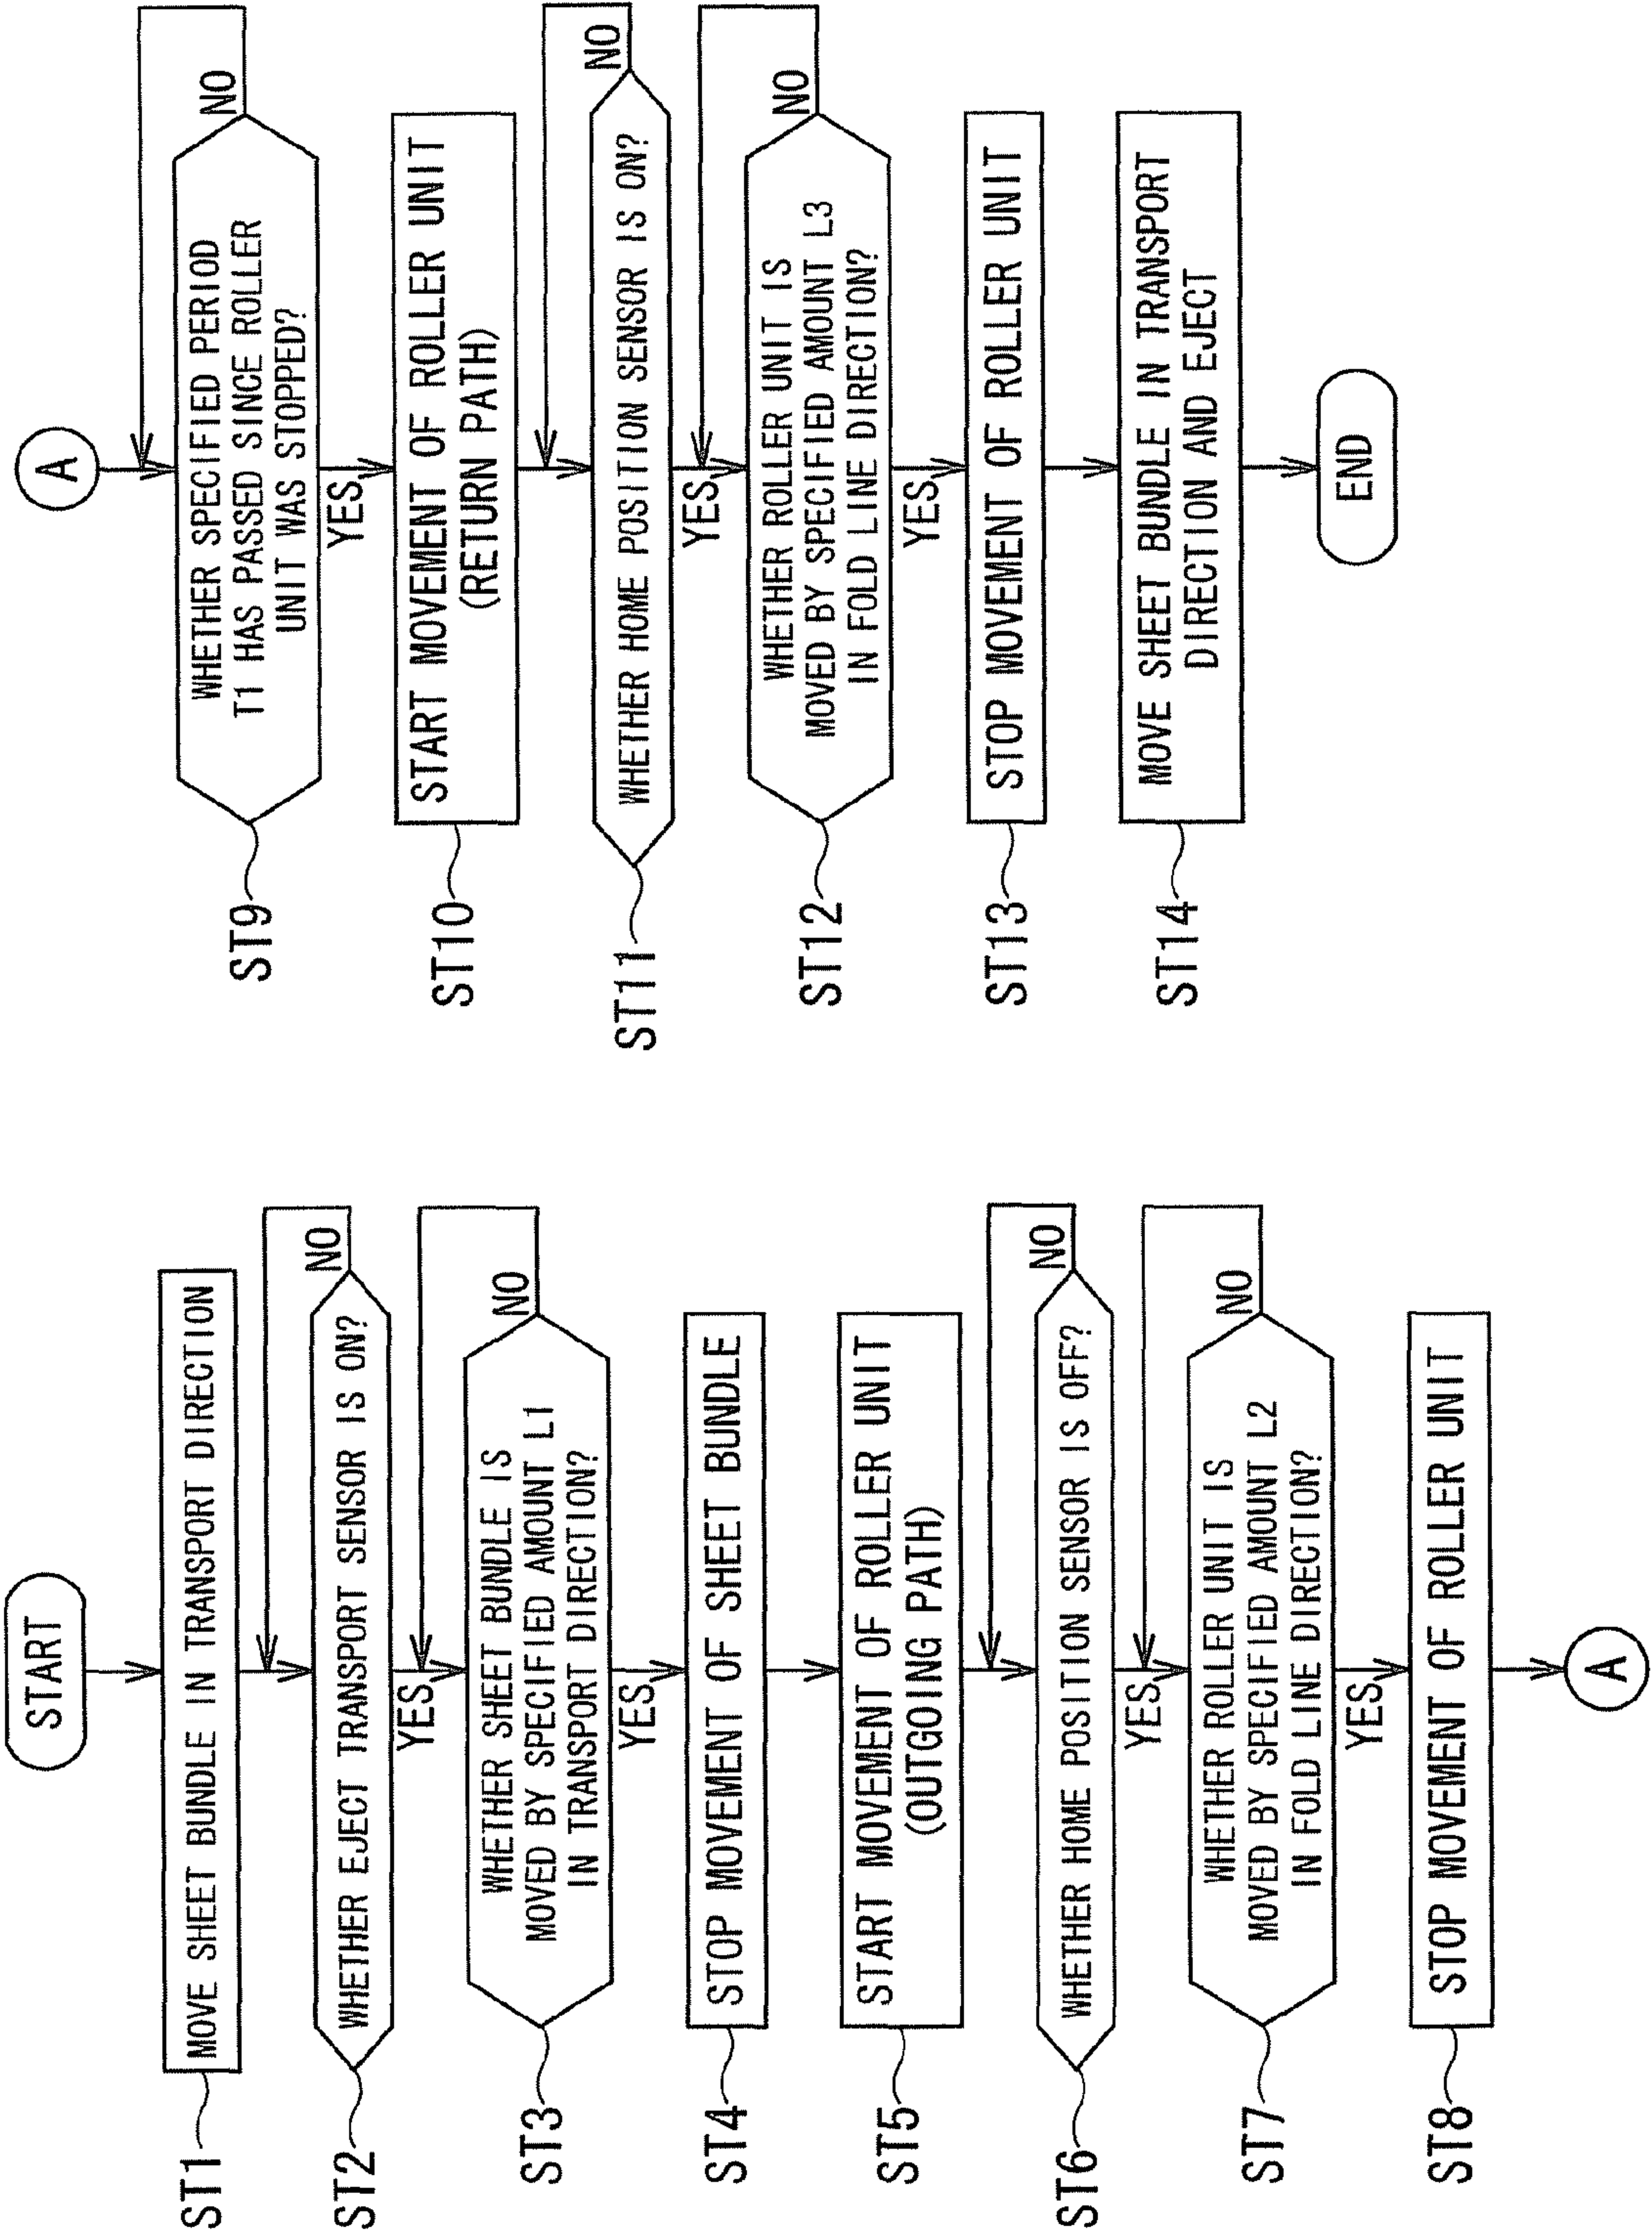 START
ST1
MOVE SHEET BUNDLE IN TRANSPORT DIRECTION
ST2
WHETHER EJECT TRANSPORT SENSOR IS ON?
NO
YES
ST3
WHETHER SHEET BUNDLE IS
MOVED BY SPECIFIED AMOUNT L1
IN TRANSPORT DIRECTION?
NO
YES
ST4
STOP MOVEMENT OF SHEET BUNDLE
ST5
START MOVEMENT OF ROLLER UNIT
(OUTGOING PATH)
ST6
WHETHER HOME POSITION SENSOR IS OFF?
NO
YES
ST7
WHETHER ROLLER UNIT IS
MOVED BY SPECIFIED AMOUNT L2
IN FOLD LINE DIRECTION?
NO
YES
ST8
STOP MOVEMENT OF ROLLER UNIT
A
A
ST9
WHETHER SPECIFIED PERIOD
T1 HAS PASSED SINCE ROLLER
UNIT WAS STOPPED?
NO
YES
ST10
START MOVEMENT OF ROLLER UNIT
(RETURN PATH)
ST11
WHETHER HOME POSITION SENSOR IS ON?
NO
YES
ST12
WHETHER ROLLER UNIT IS
MOVED BY SPECIFIED AMOUNT L3
IN FOLD LINE DIRECTION?
NO
YES
ST13
STOP MOVEMENT OF ROLLER UNIT
ST14
MOVE SHEET BUNDLE IN TRANSPORT
DIRECTION AND EJECT
END